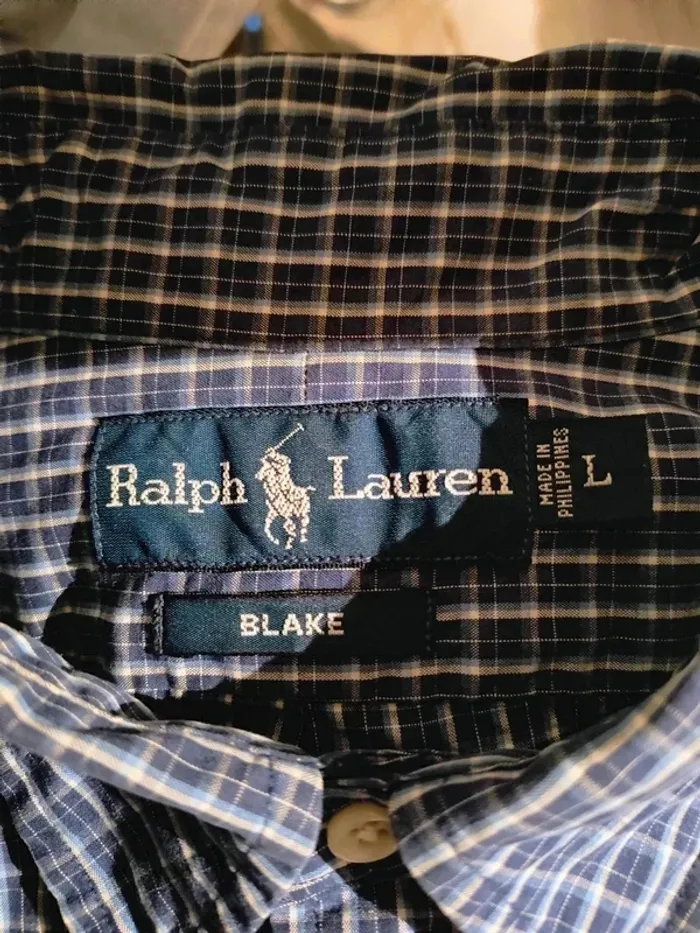 Ralph Lauren
MADE IN
PHILIPPINES
L
BLAKE